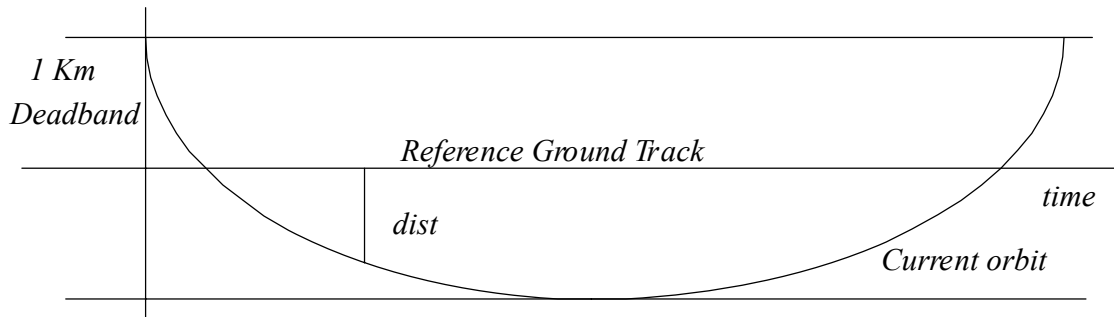 1 Km
Deadband
Reference Ground Track
time
dist
Current orbit